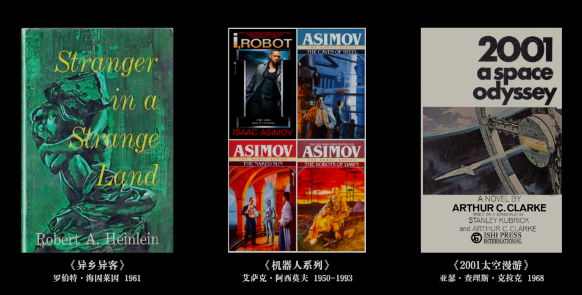 Stranger
in a
Strange
Land
Robert A. Heinlein
《异乡异客》
罗伯特·海因莱因 1961
i,ROBOT
ISAAC ASIMOV
ASIMOV
THE CAVES OF STEEL
ASIMOV
THE NAKED SUN
ASIMOV
THE ROBOTS OF DAWN
《机器人系列》
艾萨克·阿西莫夫 1950-1993
2001
a space
odyssey
A NOVEL BY
ARTHUR C. CLARKE
BASED ON A SCREENPLAY BY
STANLEY KUBRICK
and ARTHUR C. CLARKE
ISHI PRESS
INTERNATIONAL
《2001太空漫游》
亚瑟·查理斯·克拉克 1968